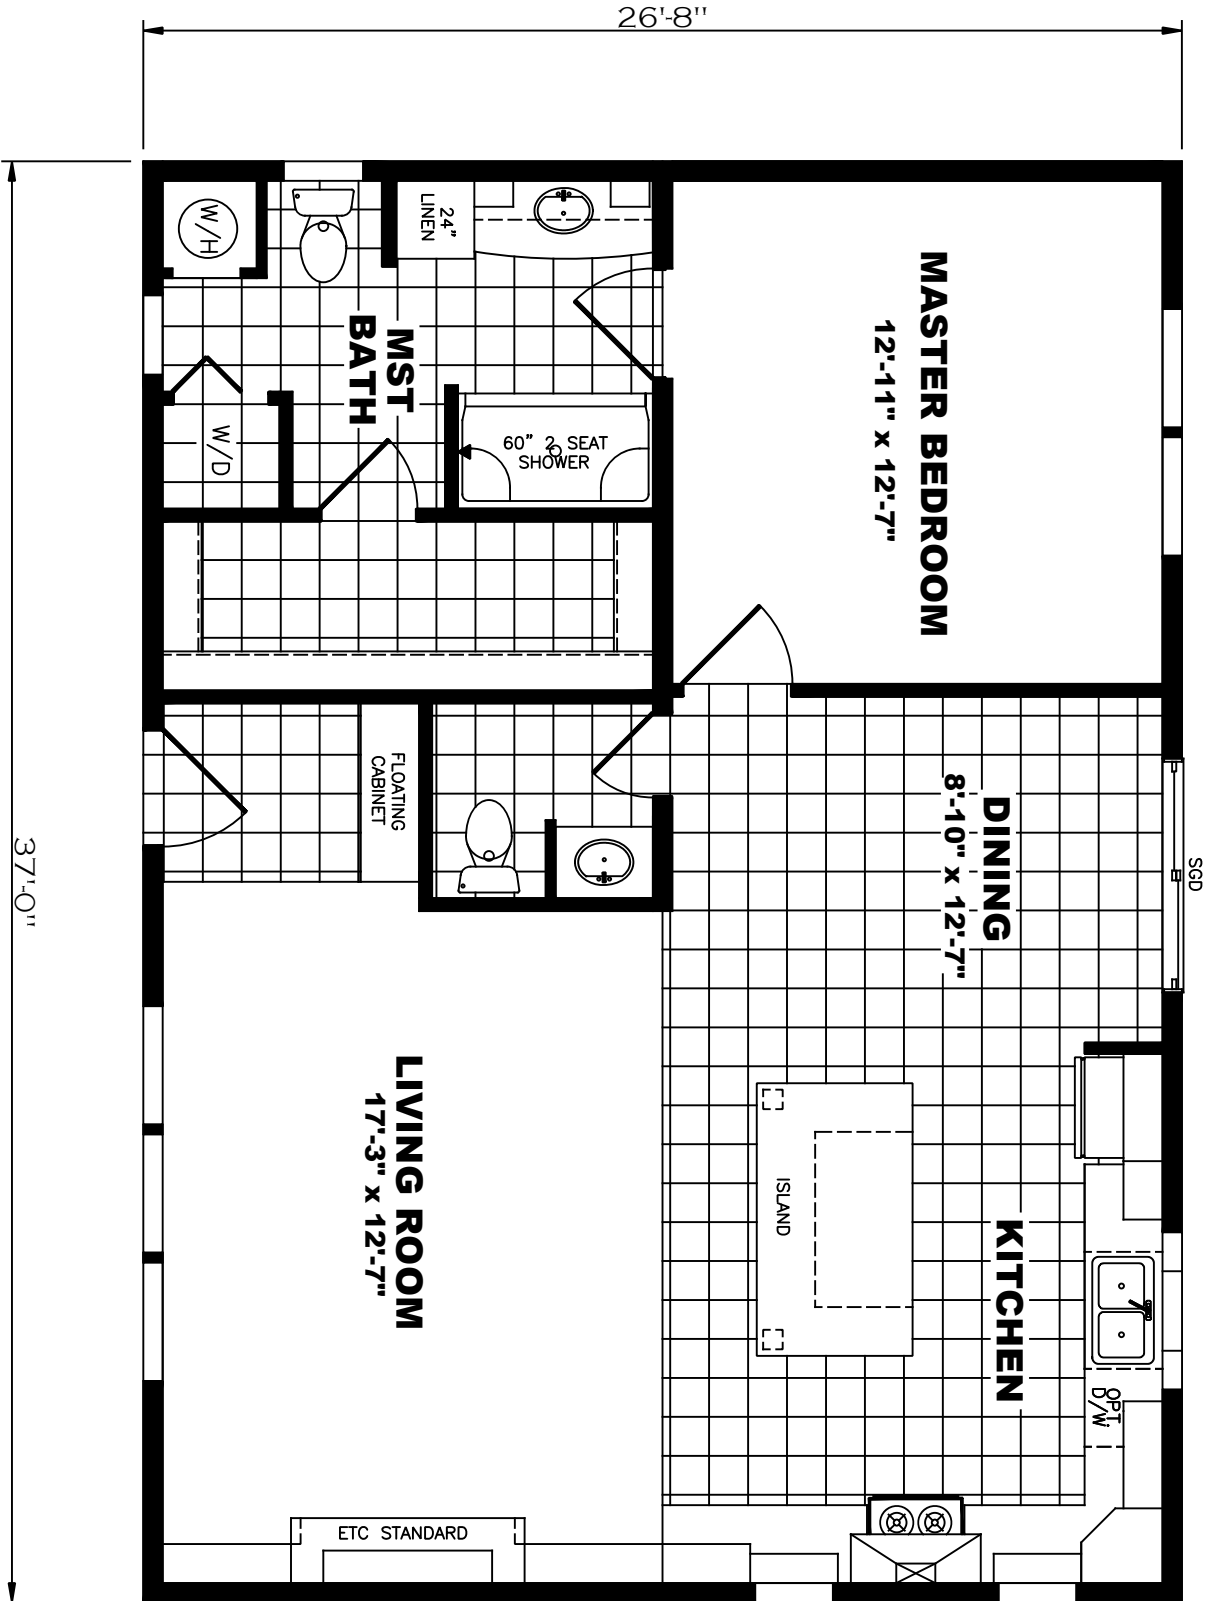 26'-8"
37'-0"
W/H
24"
LINEN
MST
BATH
W/D
60" 2 SEAT
SHOWER
MASTER BEDROOM
12'-11" x 12'-7"
FLOATING
CABINET
DINING
8'-10" x 12'-7"
SGD
LIVING ROOM
17'-3" x 12'-7"
ISLAND
KITCHEN
OPT.
D/W
ETC STANDARD